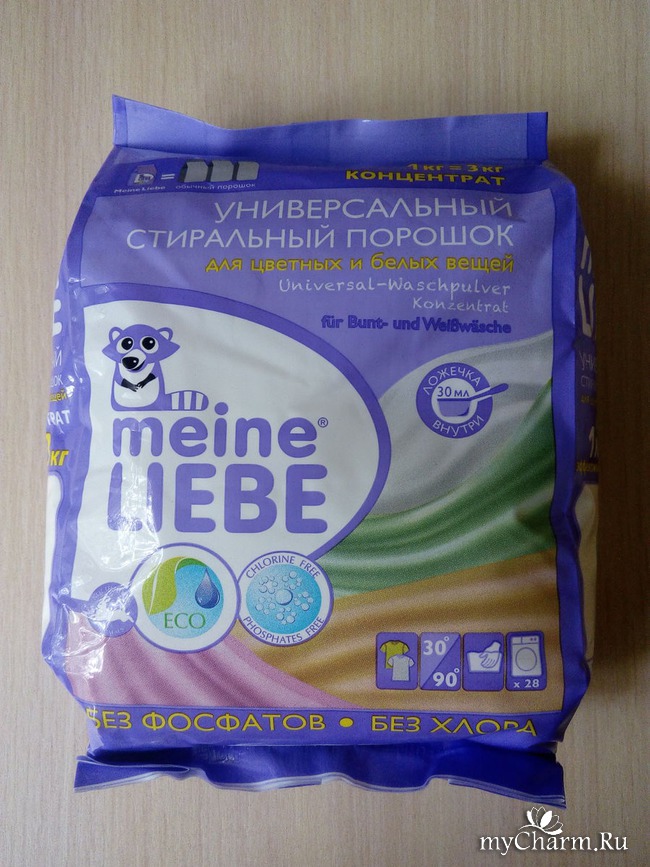 1 кг = 3 кг
КОНЦЕНТРАТ
Meine Liebe = обычный порошок
УНИВЕРСАЛЬНЫЙ
СТИРАЛЬНЫЙ ПОРОШОК
для цветных и белых вещей
Universal-Waschpulver
Konzentrat
für Bunt- und Weißwäsche
ЛОЖЕЧКА
30 МЛ
ВНУТРИ
meine®
LIEBE
ECO
CHLORINE FREE
PHOSPHATES FREE
30°
90°
x 28
БЕЗ ФОСФАТОВ • БЕЗ ХЛОРА
myCharm.Ru